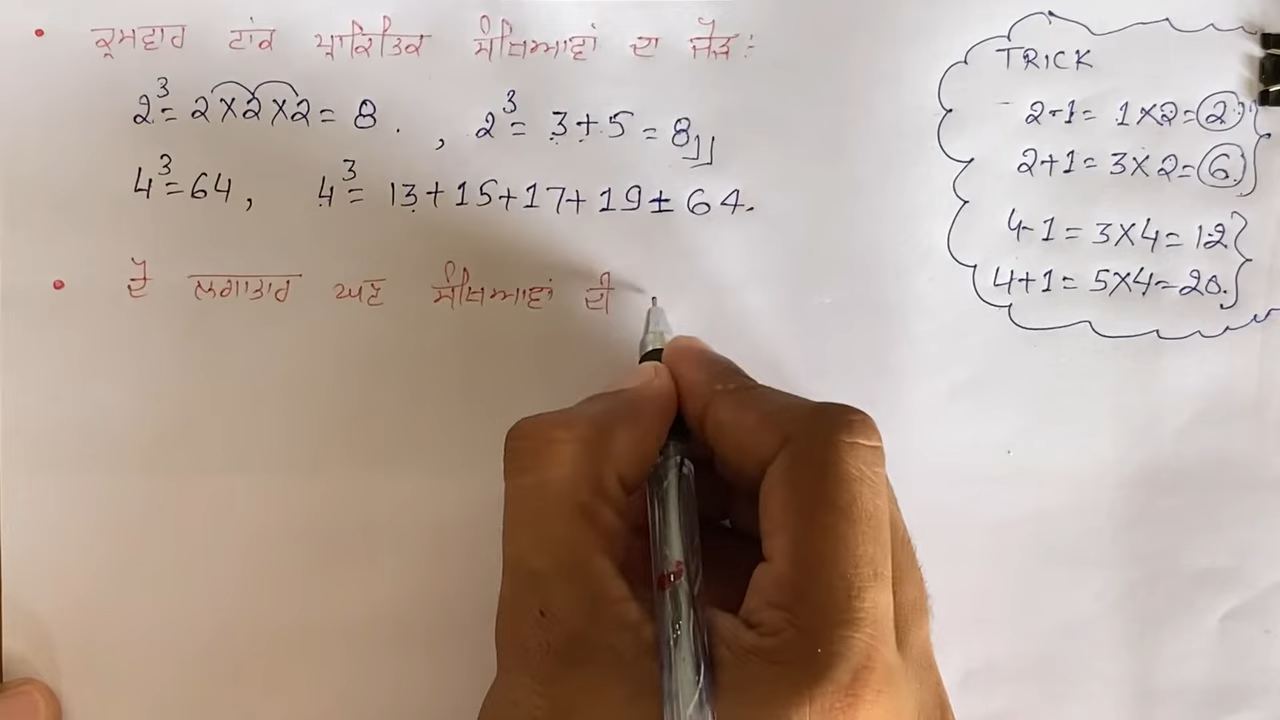 • ਕ੍ਰਮਵਾਰ ਟਾਂਕ ਪ੍ਰਾਕਿਰਤਿਕ ਸੰਖਿਆਵਾਂ ਦਾ ਜੋੜ :
2³ = 2×2×2 = 8 . , 2³ = 3+5 = 8
4³ = 64 , 4³ = 13+15+17+19 = 64.
• ਦੋ ਲਗਾਤਾਰ ਘਣ ਸੰਖਿਆਵਾਂ ਦੀ
TRICK
2-1 = 1×2 = 2
2+1 = 3×2 = 6
4-1 = 3×4 = 12
4+1 = 5×4 = 20.